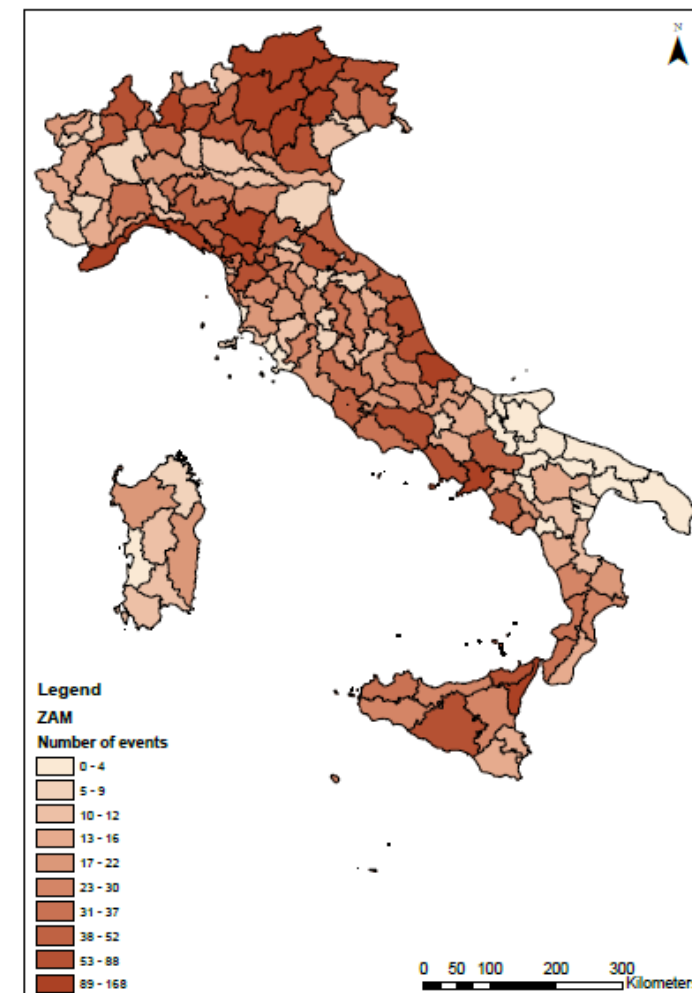 N
Legend
ZAM
Number of events
0 - 4
5 - 9
10 - 12
13 - 16
17 - 22
23 - 30
31 - 37
38 - 52
53 - 88
89 - 168
0 50 100 200 300
Kilometers